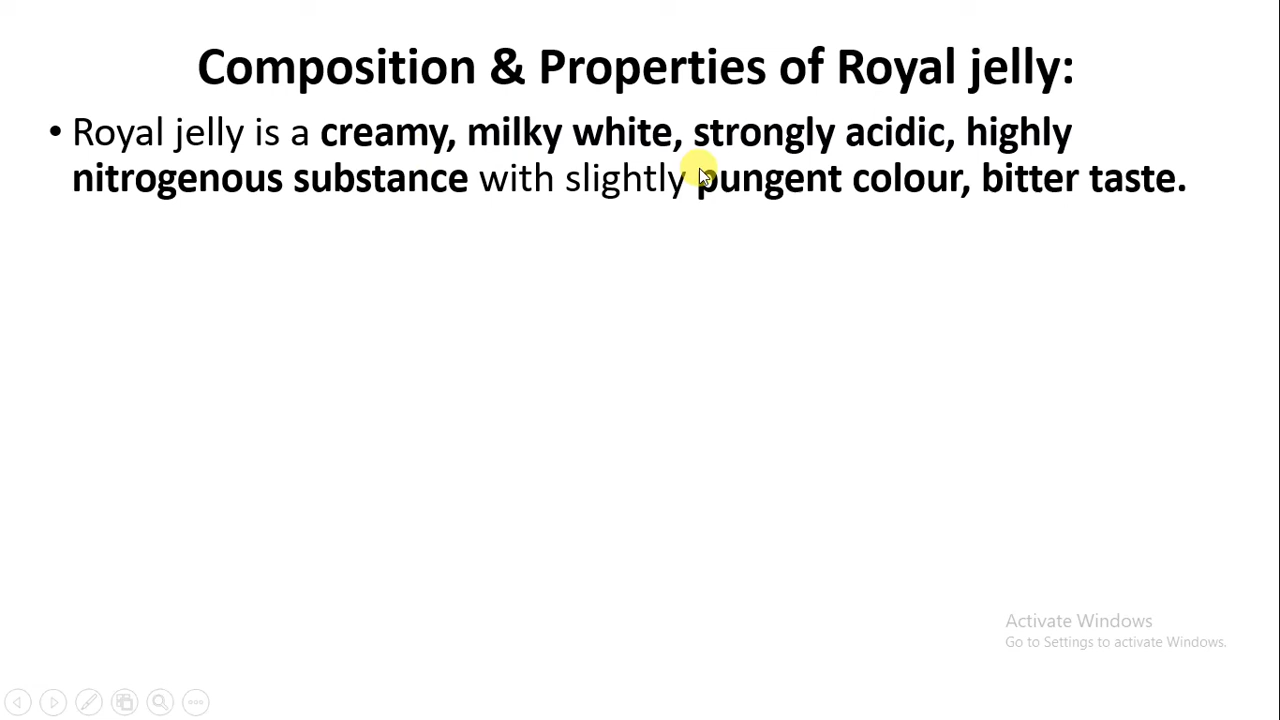 Composition & Properties of Royal jelly:
• Royal jelly is a creamy, milky white, strongly acidic, highly
nitrogenous substance with slightly pungent colour, bitter taste.
Activate Windows
Go to Settings to activate Windows.